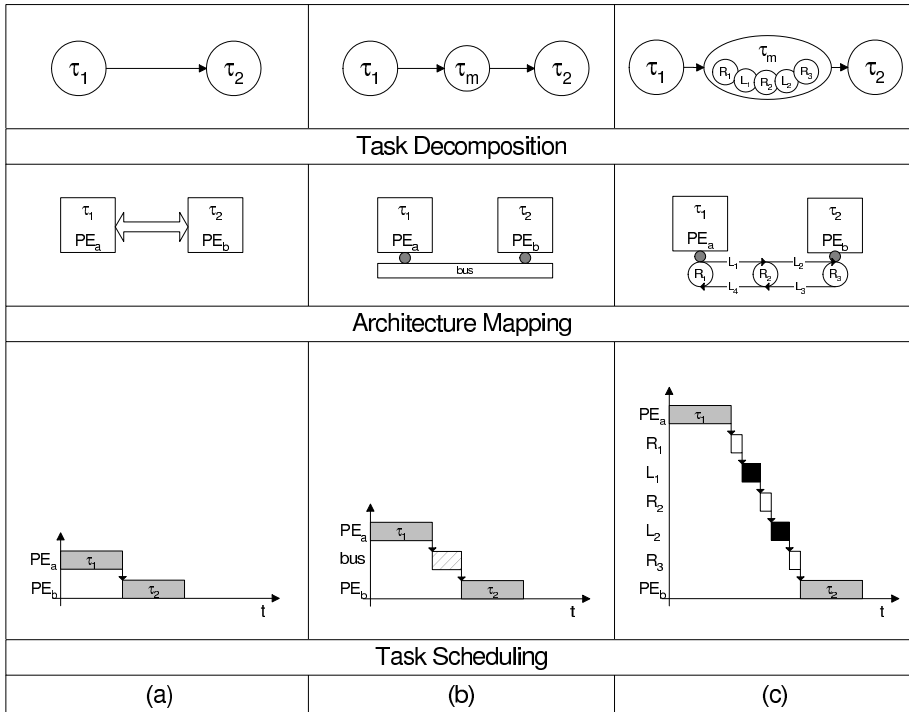 τ1 τ2
τ1 τm τ2
τ1 τm R1 L1 R2 L2 R3 τ2
Task Decomposition
τ1 PEa
τ2 PEb
τ1 PEa
τ2 PEb
bus
τ1 PEa
τ2 PEb
L1 L2
R1 R2 R3
L4 L3
Architecture Mapping
PEa τ1
PEb τ2
t
PEa τ1
bus
PEb τ2
t
PEa τ1
R1
L1
R2
L2
R3
PEb τ2
t
Task Scheduling
(a) (b) (c)